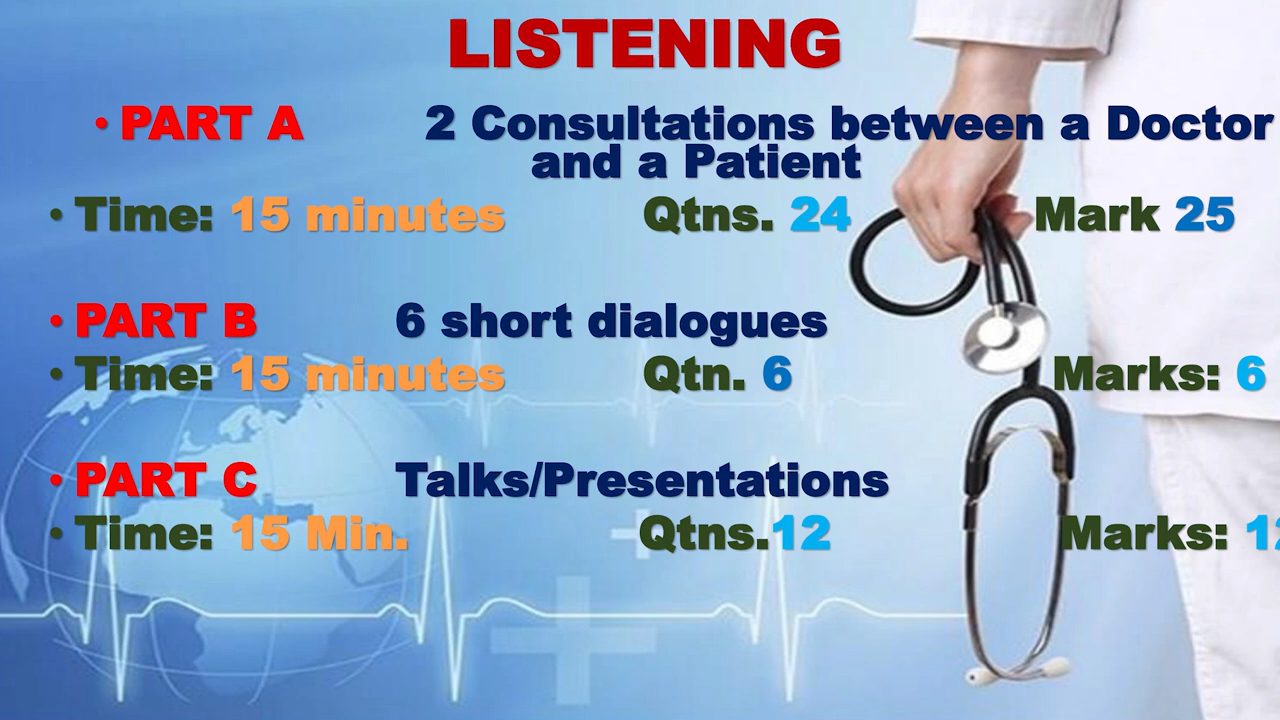 LISTENING
• PART A 2 Consultations between a Doctor
and a Patient
• Time: 15 minutes Qtns. 24 Mark 25
• PART B 6 short dialogues
• Time: 15 minutes Qtn. 6 Marks: 6
• PART C Talks/Presentations
• Time: 15 Min. Qtns.12 Marks: 12